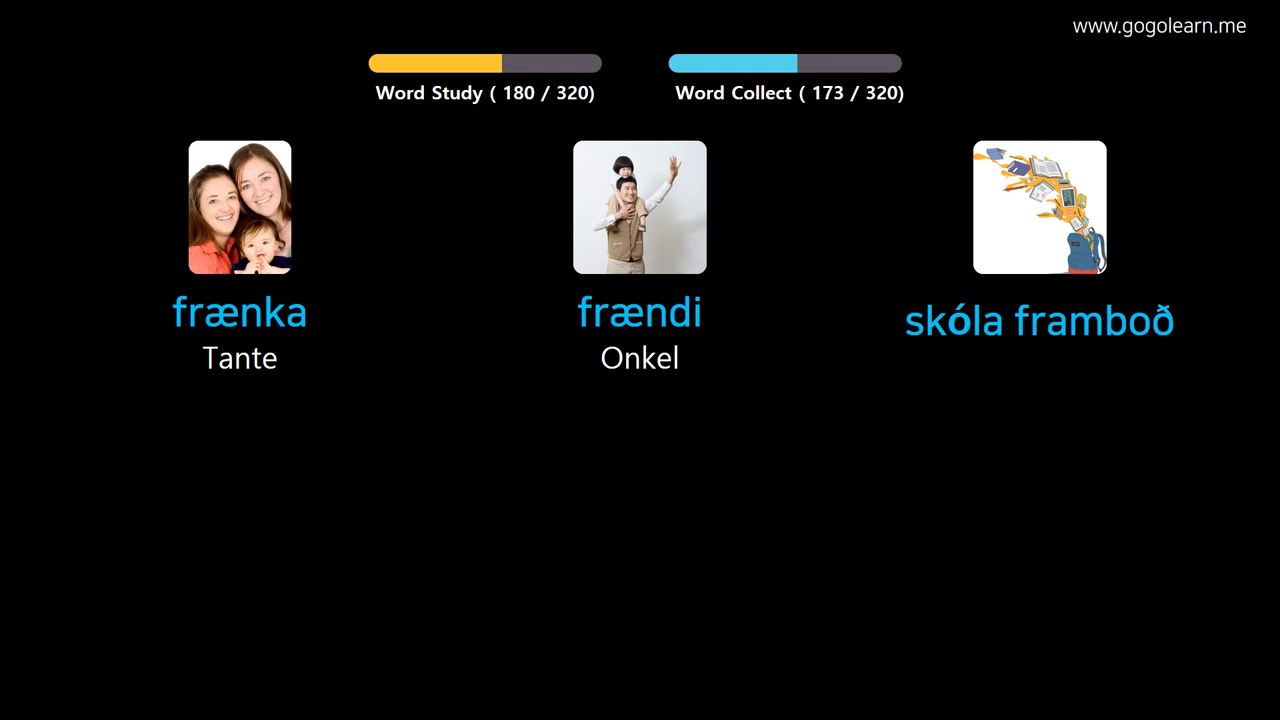 www.gogolearn.me
Word Study ( 180 / 320)
Word Collect ( 173 / 320)
frænka
frændi
skóla framboð
Tante
Onkel